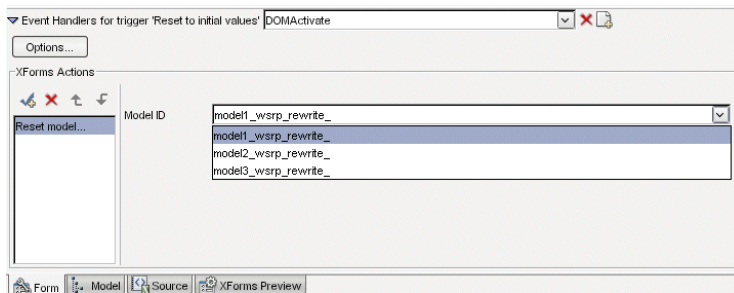 Event Handlers for trigger 'Reset to initial values' DOMActivate
Options...
XForms Actions
Model ID model1_wsrp_rewrite_
Reset model...
model1_wsrp_rewrite_
model2_wsrp_rewrite_
model3_wsrp_rewrite_
Form Model Source XForms Preview